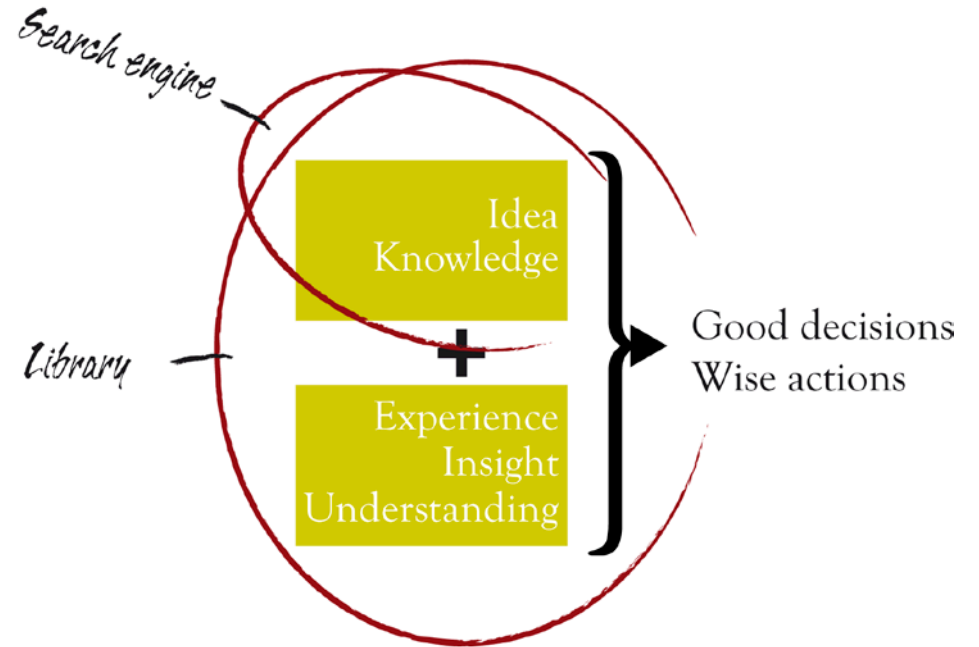 Search engine
Idea
Knowledge
+
Good decisions
Wise actions
Library
Experience
Insight
Understanding